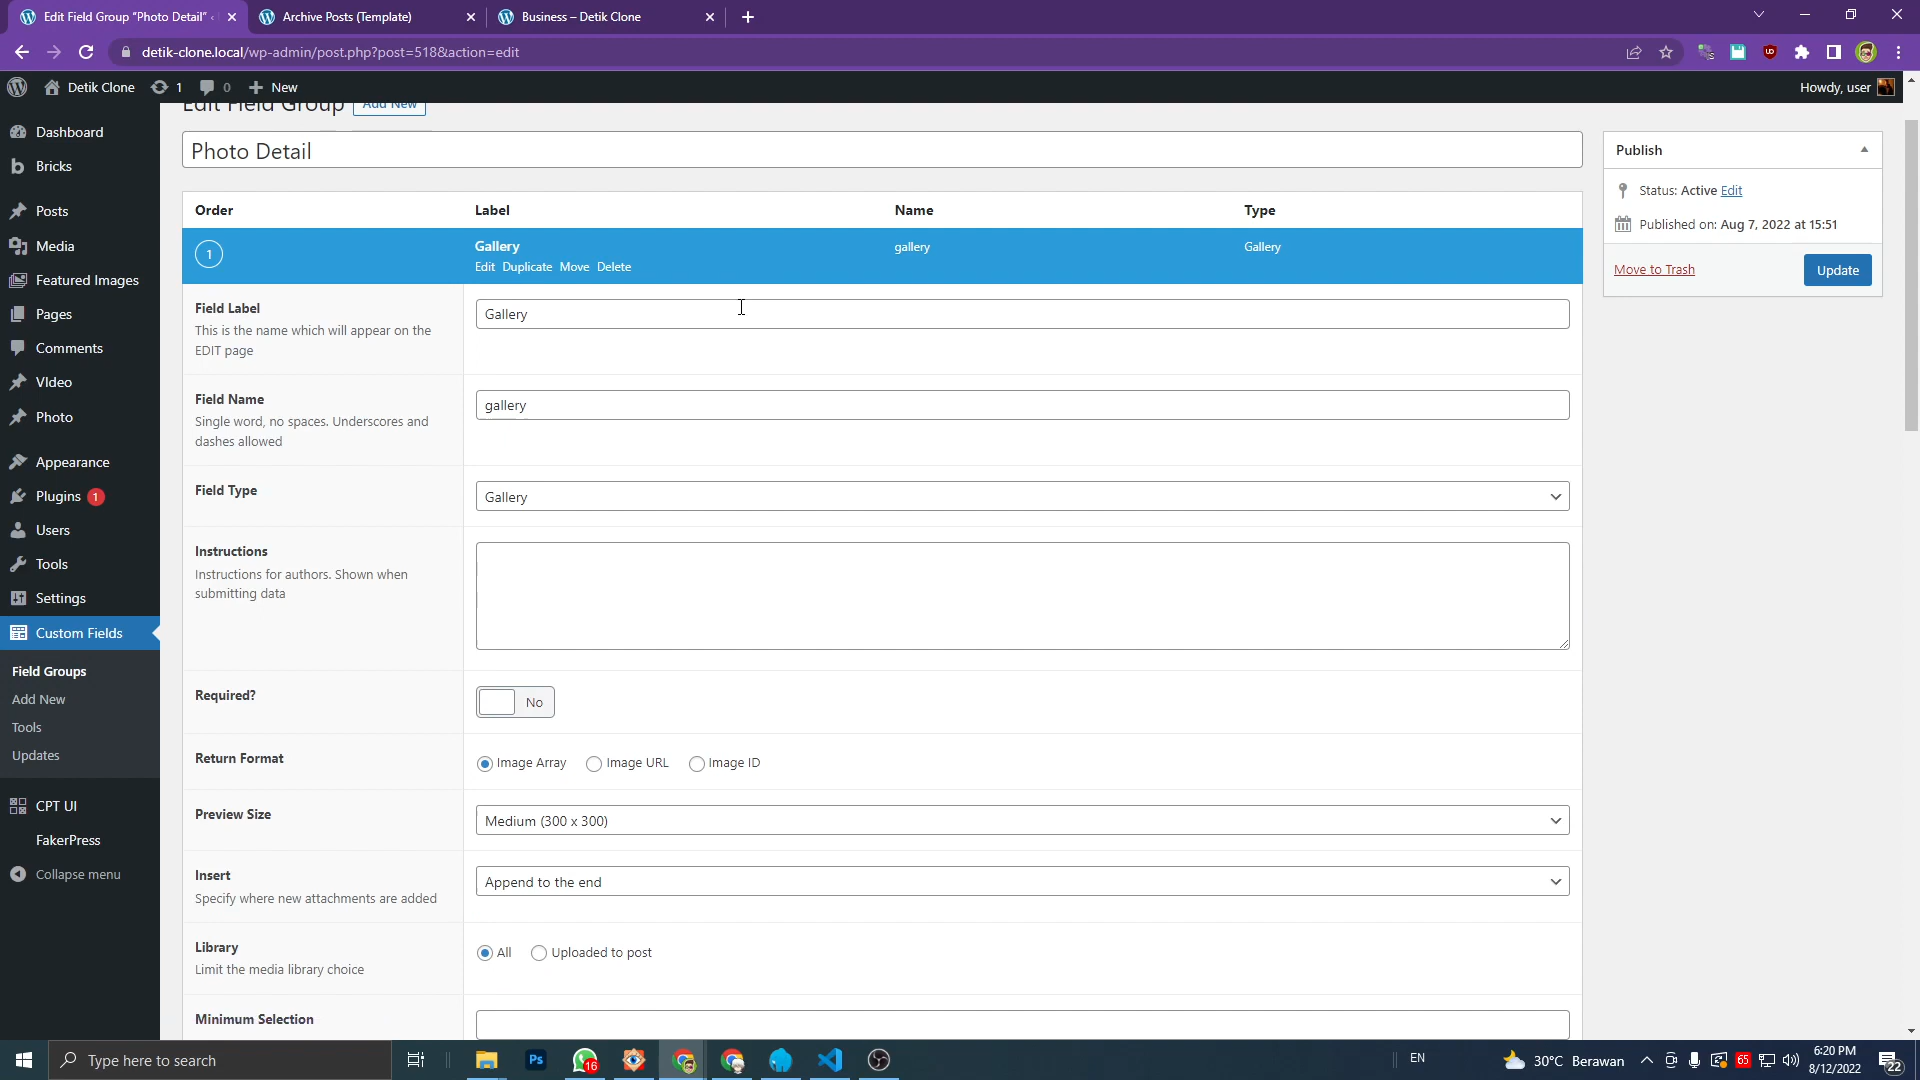 Edit Field Group "Photo Detail" ‹
Archive Posts (Template)
Business – Detik Clone
detik-clone.local/wp-admin/post.php?post=518&action=edit
Detik Clone
1
0
New
Howdy, user
Dashboard
Bricks
Posts
Media
Featured Images
Pages
Comments
VIdeo
Photo
Appearance
Plugins 1
Users
Tools
Settings
Custom Fields
Field Groups
Add New
Tools
Updates
CPT UI
FakerPress
Collapse menu
Edit Field Group Add New
Photo Detail
Order Label Name Type
1 Gallery gallery Gallery
Edit Duplicate Move Delete
Field Label
This is the name which will appear on the
EDIT page
Gallery
Field Name
Single word, no spaces. Underscores and
dashes allowed
gallery
Field Type
Gallery
Instructions
Instructions for authors. Shown when
submitting data
Required?
No
Return Format
Image Array Image URL Image ID
Preview Size
Medium (300 x 300)
Insert
Specify where new attachments are added
Append to the end
Library
Limit the media library choice
All Uploaded to post
Minimum Selection
Publish
Status: Active Edit
Published on: Aug 7, 2022 at 15:51
Move to Trash
Update
Type here to search
Ps
16
EN
30°C Berawan
65
6:20 PM
8/12/2022
22